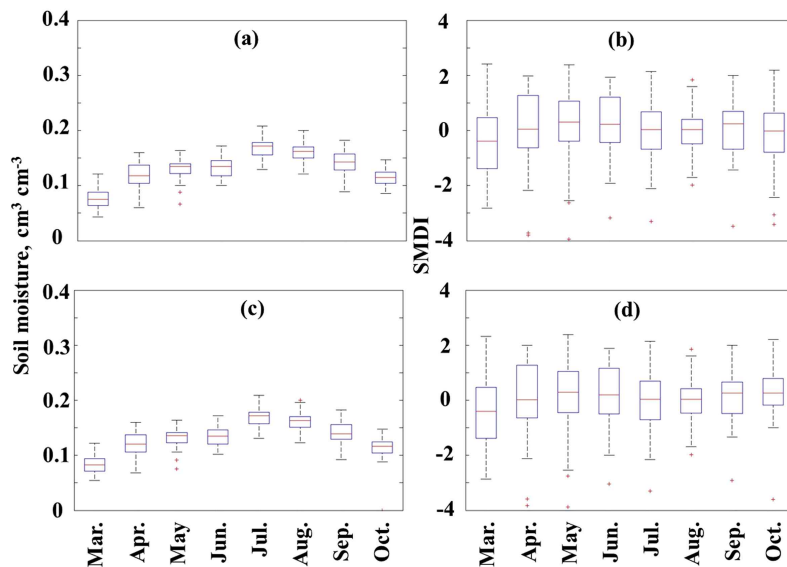 0.4
0.3
0.2
0.1
0
(a)
4
2
0
-2
-4
(b)
Soil moisture, cm³ cm⁻³
SMDI
0.4
0.3
0.2
0.1
0
(c)
Mar.
Apr.
May
Jun.
Jul.
Aug.
Sep.
Oct.
4
2
0
-2
-4
(d)
Mar.
Apr.
May
Jun.
Jul.
Aug.
Sep.
Oct.